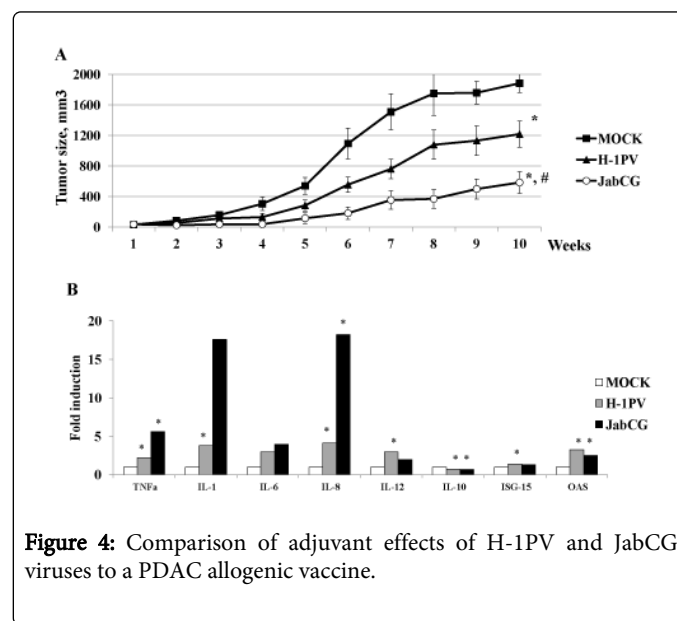 A
2000
1600
1200
800
400
0
Tumor size, mm3
1 2 3 4 5 6 7 8 9 10 Weeks
*
*, #
MOCK
H-1PV
JabCG
B
20
15
10
5
0
Fold induction
* * * * * * * * * * *
TNFa IL-1 IL-6 IL-8 IL-12 IL-10 ISG-15 OAS
MOCK
H-1PV
JabCG
Figure 4: Comparison of adjuvant effects of H-1PV and JabCG
viruses to a PDAC allogenic vaccine.